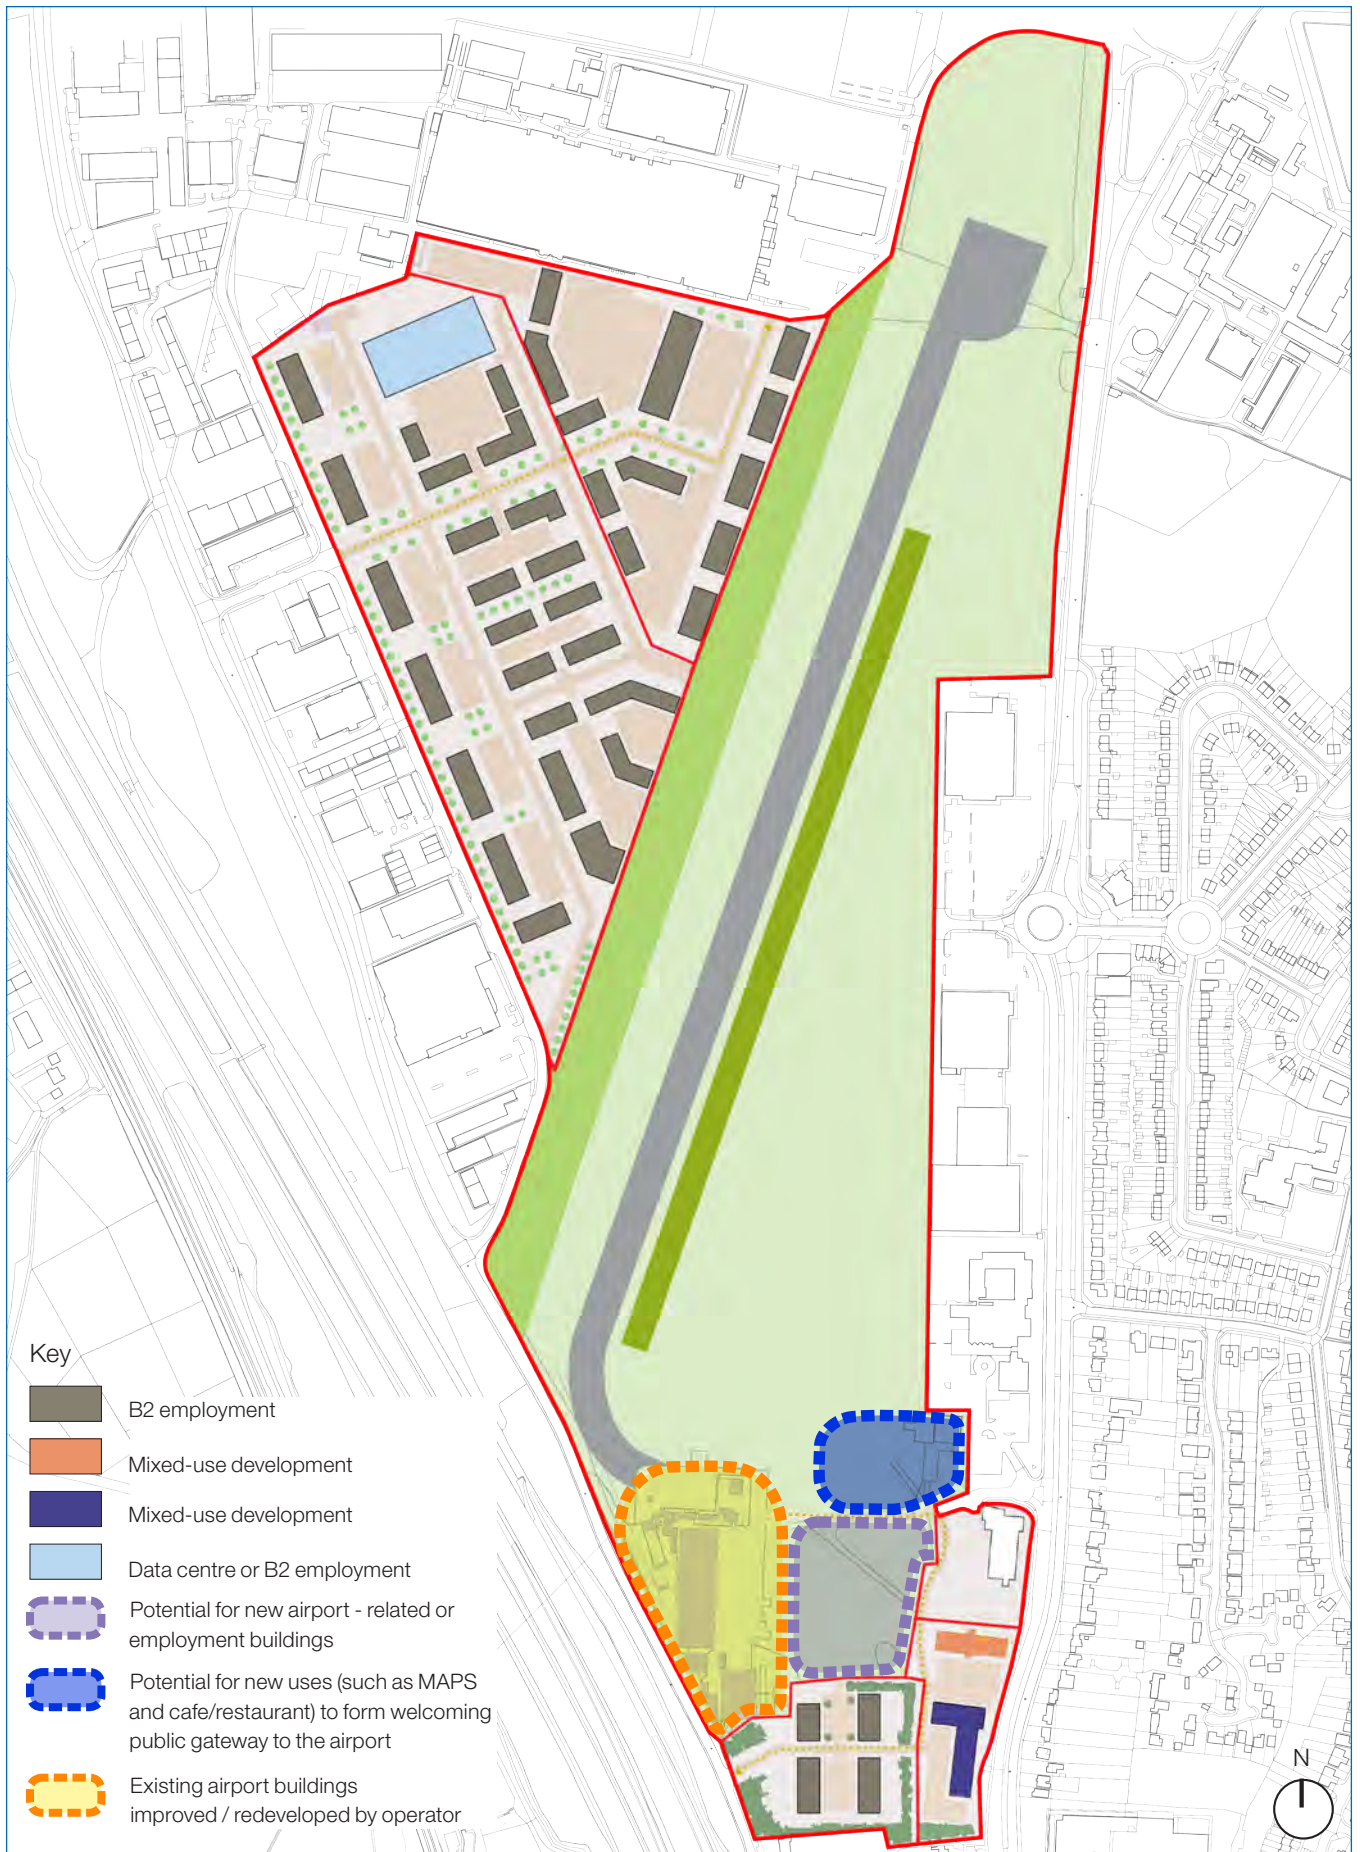 Key
B2 employment
Mixed-use development
Mixed-use development
Data centre or B2 employment
Potential for new airport - related or
employment buildings
Potential for new uses (such as MAPS
and cafe/restaurant) to form welcoming
public gateway to the airport
Existing airport buildings
improved / redeveloped by operator
N